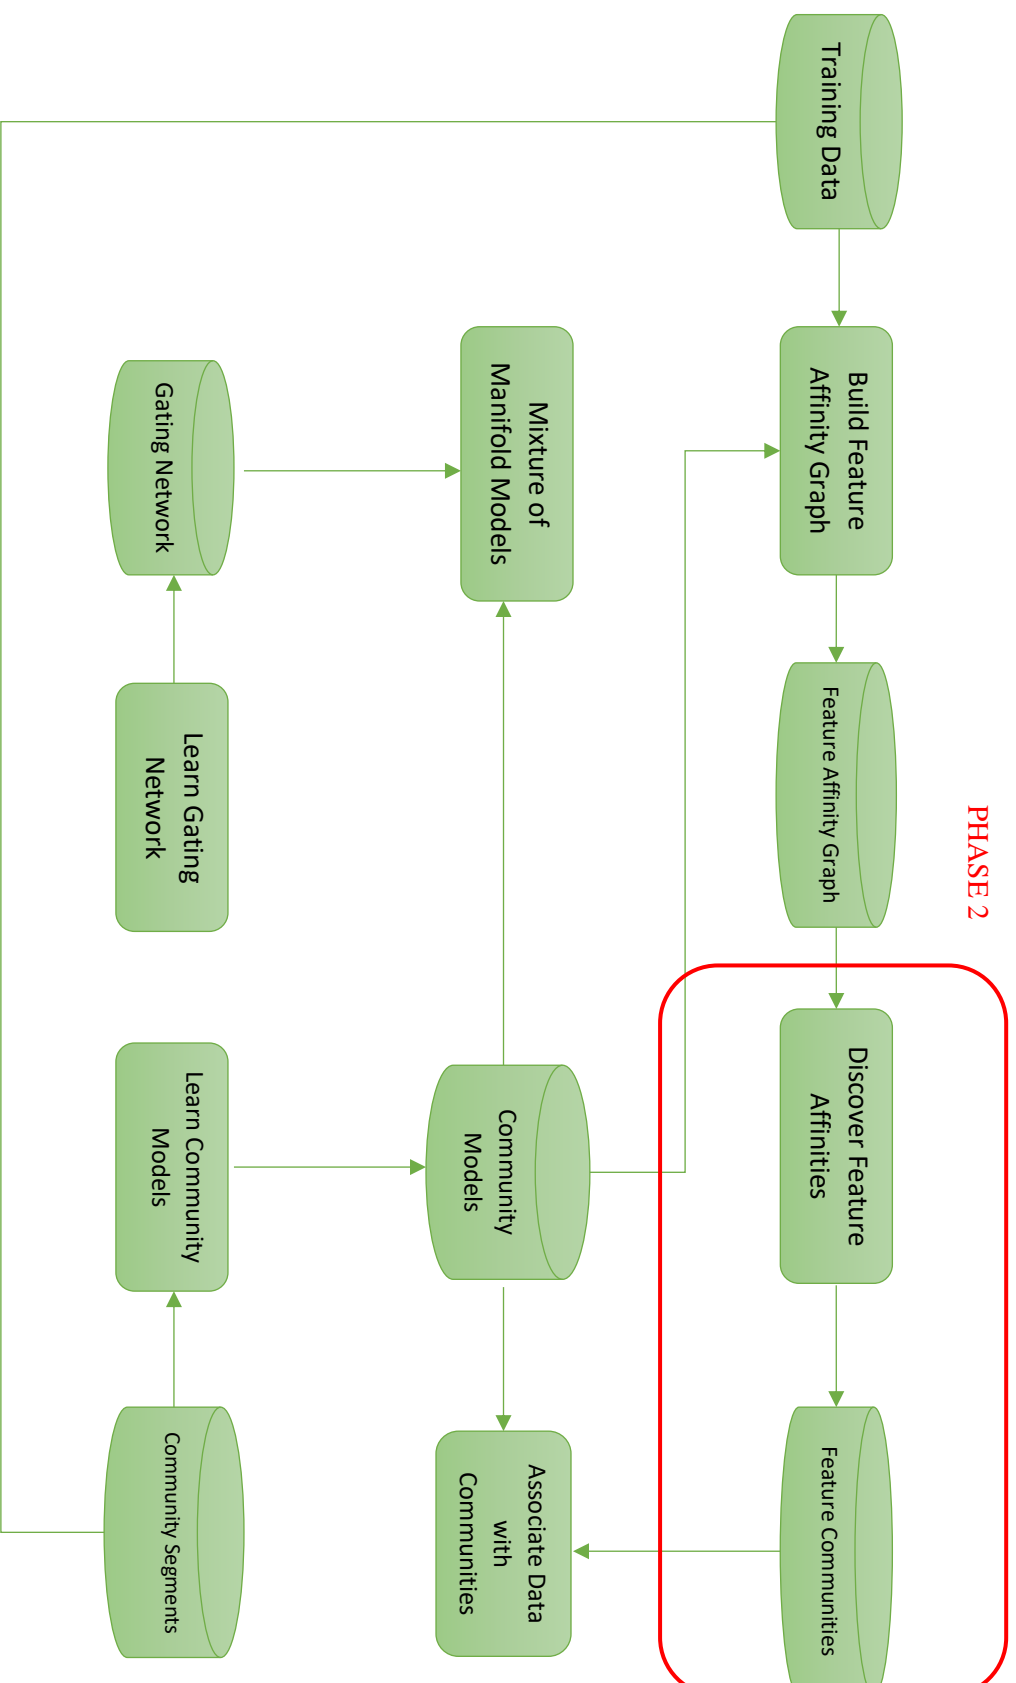 PHASE 2
Training Data
Build Feature
Affinity Graph
Feature Affinity Graph
Discover Feature
Affinities
Feature Communities
Mixture of
Manifold Models
Community
Models
Associate Data
with
Communities
Gating Network
Learn Gating
Network
Learn Community
Models
Community Segments